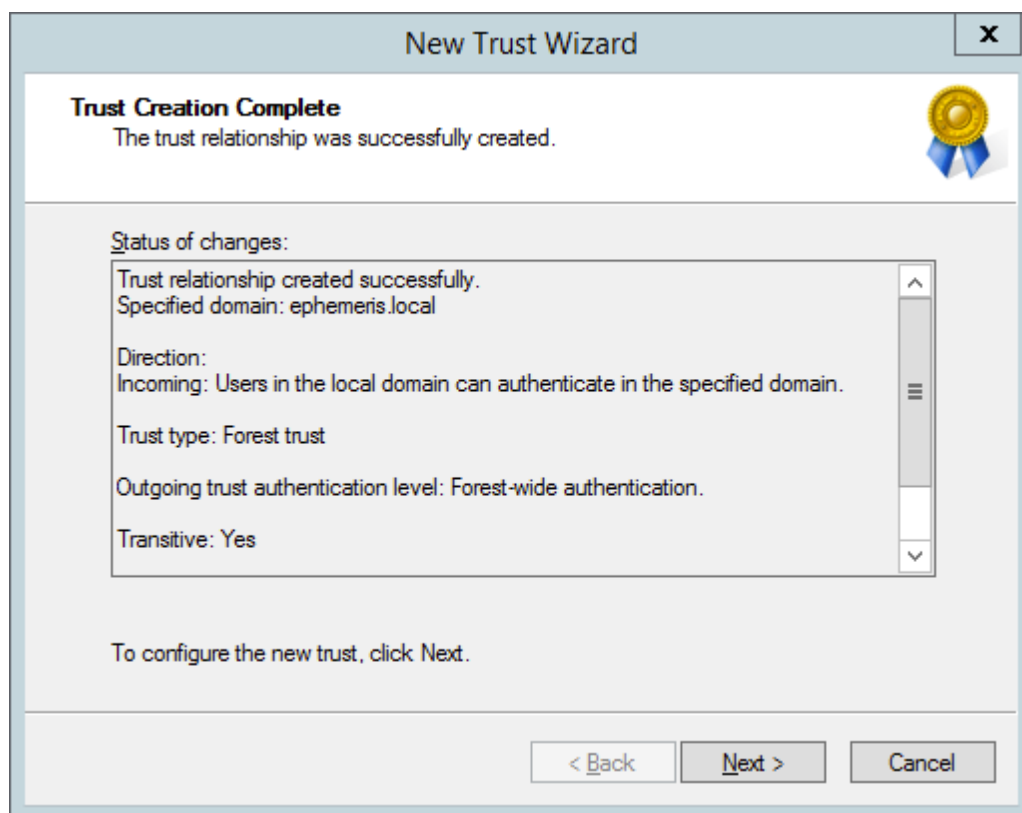 New Trust Wizard
x
Trust Creation Complete
The trust relationship was successfully created.
Status of changes:
Trust relationship created successfully.
Specified domain: ephemeris.local
Direction:
Incoming: Users in the local domain can authenticate in the specified domain.
Trust type: Forest trust
Outgoing trust authentication level: Forest-wide authentication.
Transitive: Yes
To configure the new trust, click Next.
< Back Next > Cancel